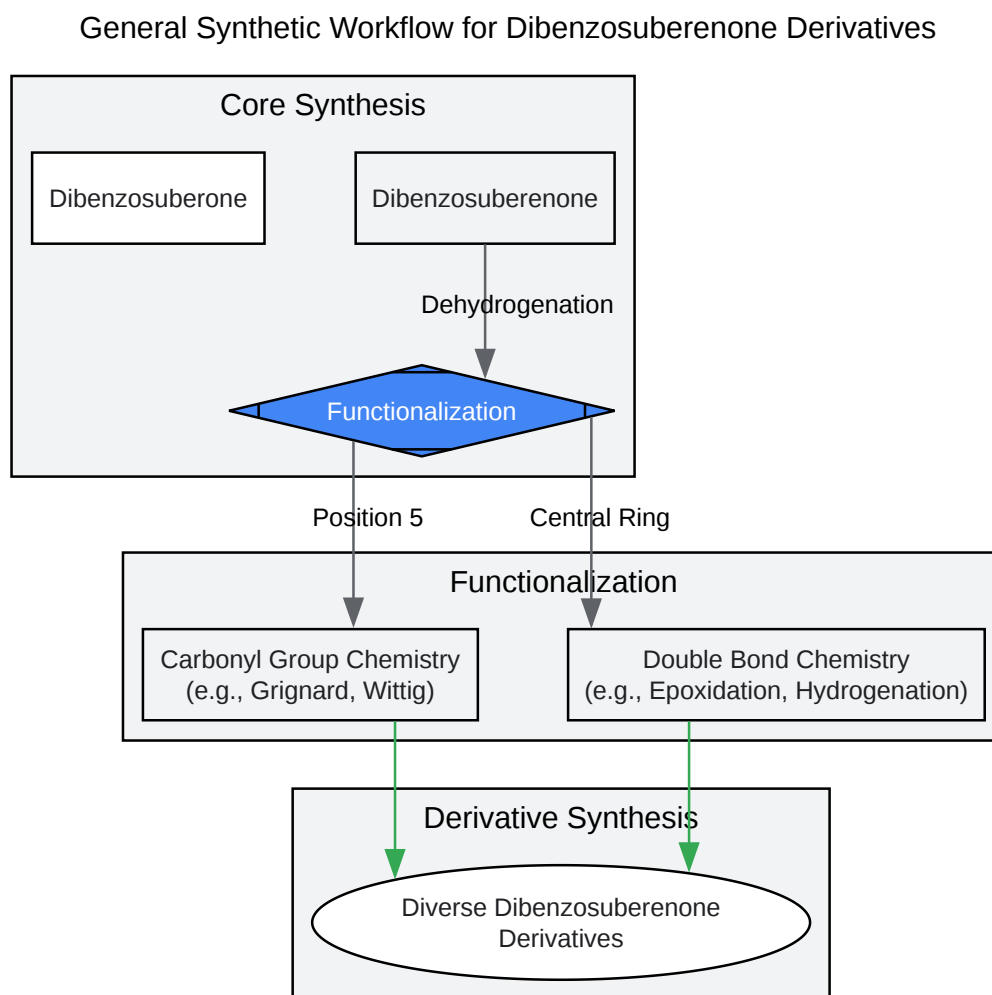 General Synthetic Workflow for Dibenzosuberenone Derivatives
Core Synthesis
Dibenzosuberone
Dibenzosuberenone
Dehydrogenation
Functionalization
Position 5
Central Ring
Functionalization
Carbonyl Group Chemistry
(e.g., Grignard, Wittig)
Double Bond Chemistry
(e.g., Epoxidation, Hydrogenation)
Derivative Synthesis
Diverse Dibenzosuberenone
Derivatives